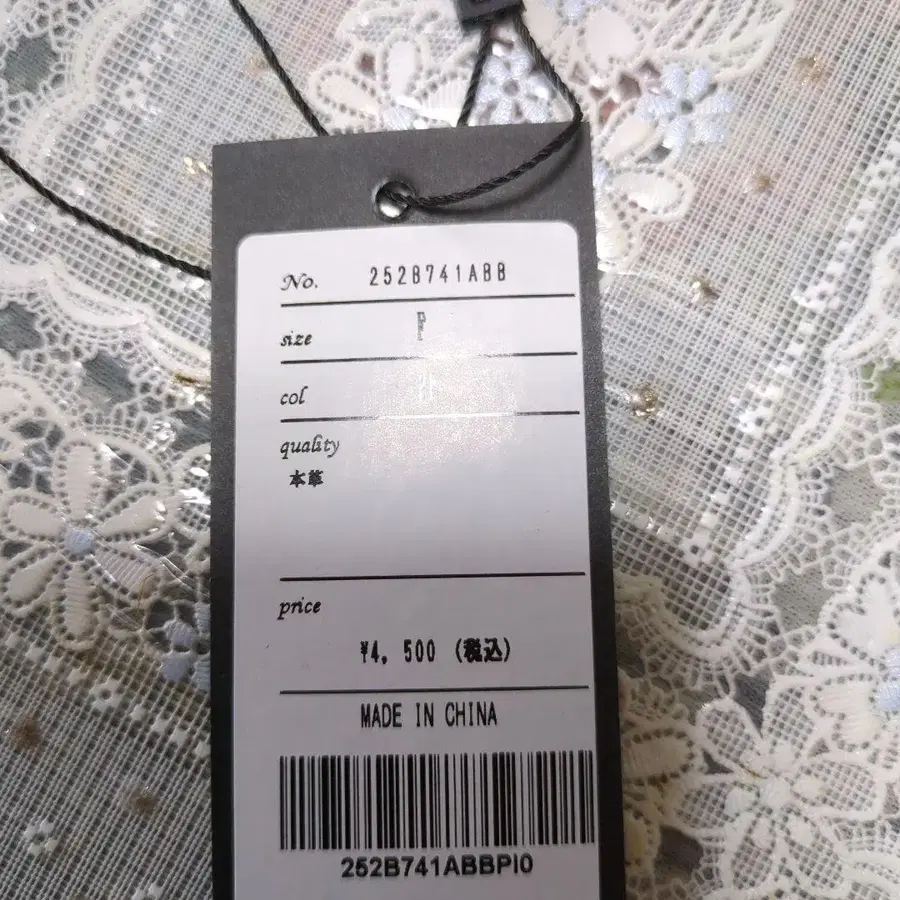 No. 252B741ABB
size P
col
quality
本革
price
¥4,500 (税込)
MADE IN CHINA
252B741ABBPI0